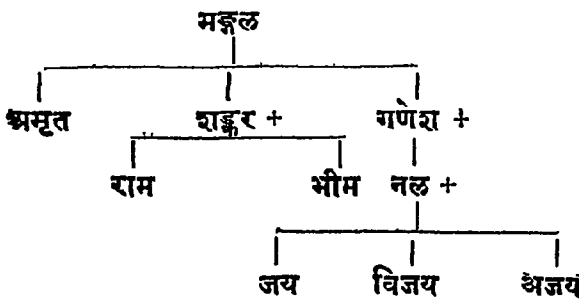 मङ्गल
अमृत शङ्कर + गणेश +
राम भीम नल +
जय विजय अजय